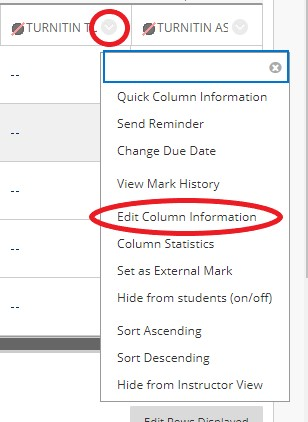 TURNITIN T
TURNITIN AS
--
--
--
--
Quick Column Information
Send Reminder
Change Due Date
View Mark History
Edit Column Information
Column Statistics
Set as External Mark
Hide from students (on/off)
Sort Ascending
Sort Descending
Hide from Instructor View
Edit Rows Displayed